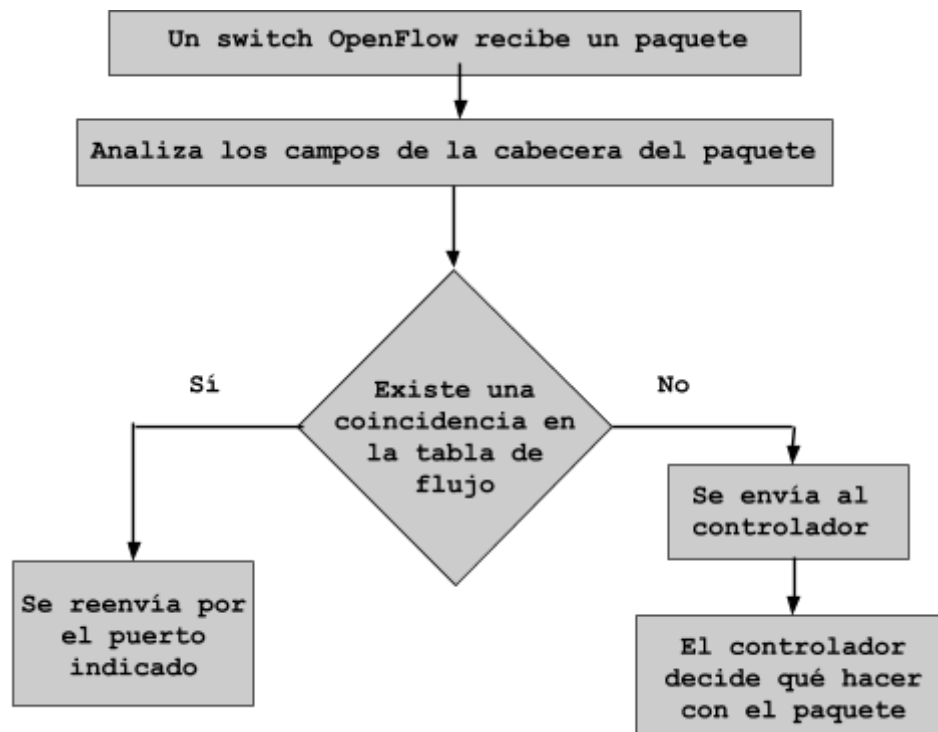 Un switch OpenFlow recibe un paquete
Analiza los campos de la cabecera del paquete
Existe una
coincidencia en
la tabla de
flujo
Sí
No
Se reenvía por
el puerto
indicado
Se envía al
controlador
El controlador
decide qué hacer
con el paquete